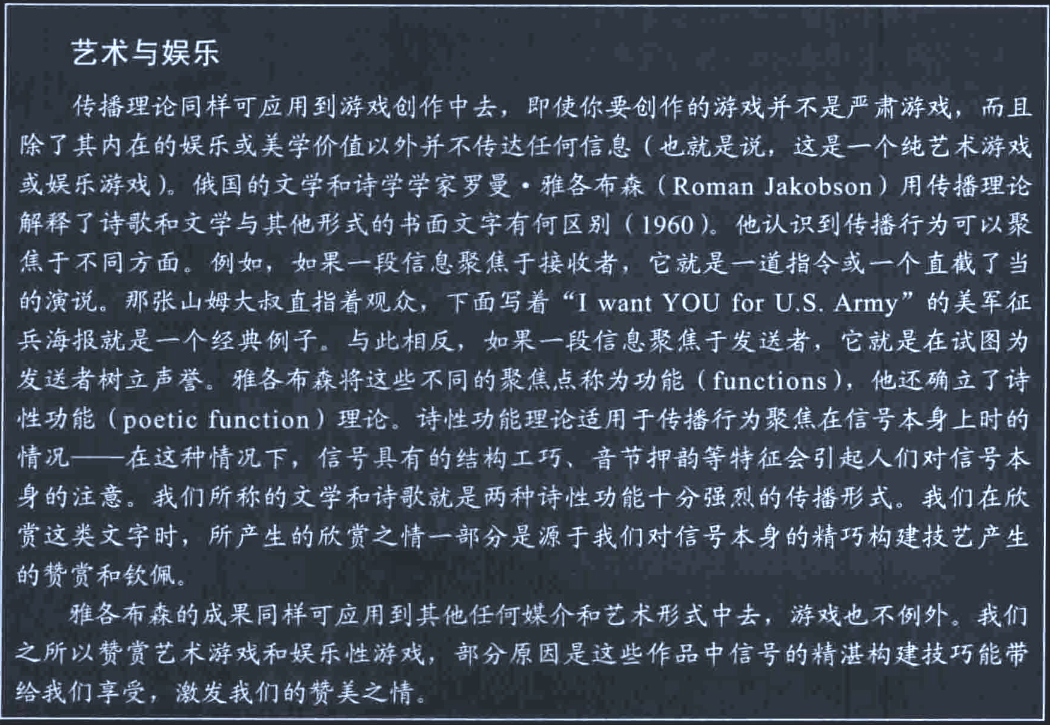 艺术与娱乐
传播理论同样可应用到游戏创作中去，即使你要创作的游戏并不是严肃游戏，而且
除了其内在的娱乐或美学价值以外并不传达任何信息（也就是说，这是一个纯艺术游戏
或娱乐游戏）。俄国的文学和诗学学家罗曼·雅各布森（Roman Jakobson）用传播理论
解释了诗歌和文学与其他形式的书面文字有何区别（1960）。他认识到传播行为可以聚
焦于不同方面。例如，如果一段信息聚焦于接收者，它就是一道指令或一个直截了当
的演说。那张山姆大叔直指着观众，下面写着“I want YOU for U.S. Army”的美军征
兵海报就是一个经典例子。与此相反，如果一段信息聚焦于发送者，它就是在试图为
发送者树立声誉。雅各布森将这些不同的聚焦点称为功能（functions），他还确立了诗
性功能（poetic function）理论。诗性功能理论适用于传播行为聚焦在信号本身上时的
情况——在这种情况下，信号具有的结构工巧、音节押韵等特征会引起人们对信号本
身的注意。我们所称的文学和诗歌就是两种诗性功能十分强烈的传播形式。我们在欣
赏这类文字时，所产生的欣赏之情一部分是源于我们对信号本身的精巧构建技艺产生
的赞赏和钦佩。
雅各布森的成果同样可应用到其他任何媒介和艺术形式中去，游戏也不例外。我们
之所以赞赏艺术游戏和娱乐性游戏，部分原因是这些作品中信号的精湛构建技巧能带
给我们享受，激发我们的赞美之情。